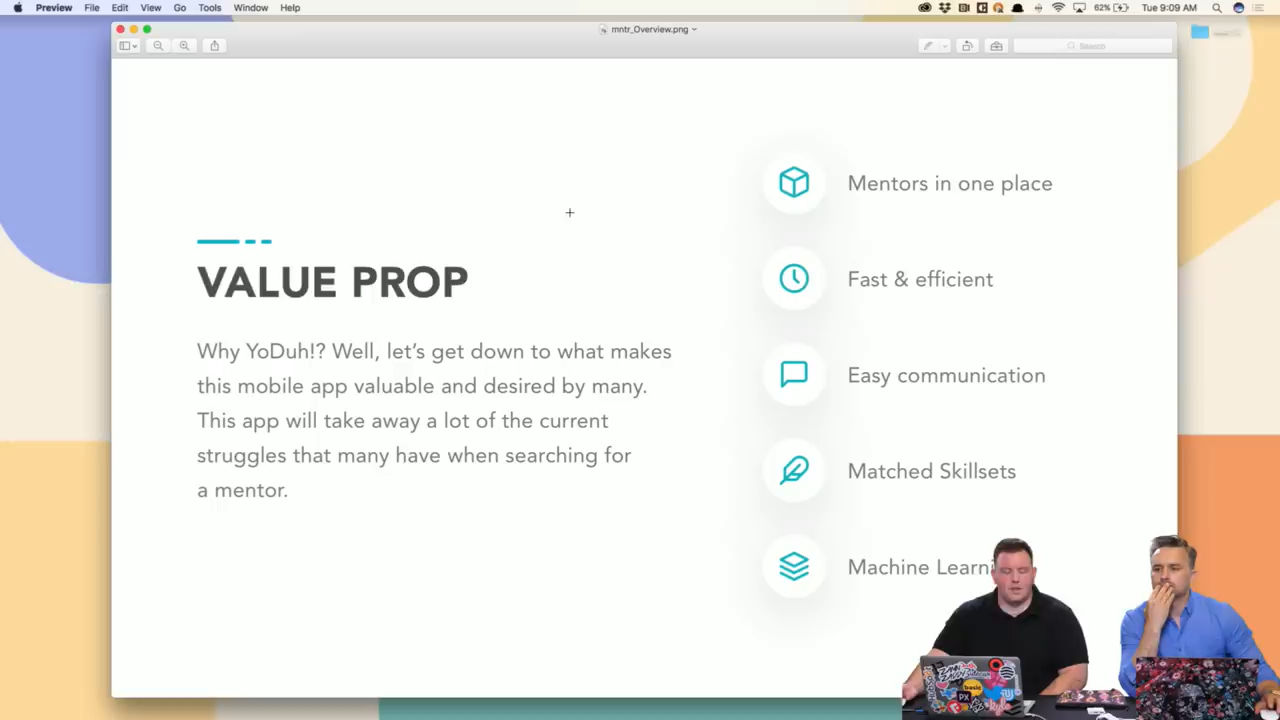 Preview File Edit View Go Tools Window Help
62% Tue 9:09 AM
mntr_Overview.png
Search
VALUE PROP
Why YoDuh!? Well, let's get down to what makes
this mobile app valuable and desired by many.
This app will take away a lot of the current
struggles that many have when searching for
a mentor.
Mentors in one place
Fast & efficient
Easy communication
Matched Skillsets
Machine Learni
basic
PX